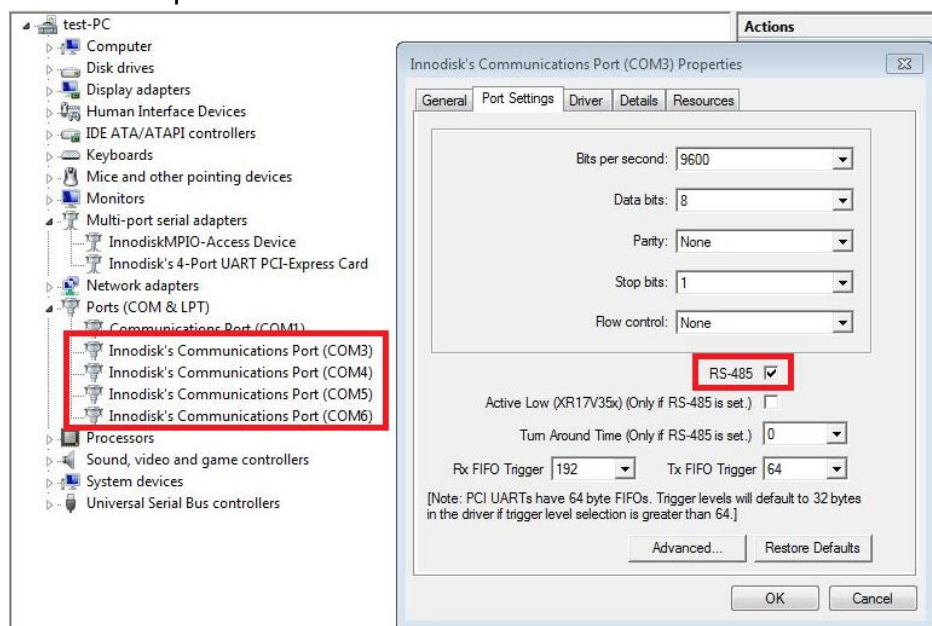 test-PC
Computer
Disk drives
Display adapters
Human Interface Devices
IDE ATA/ATAPI controllers
Keyboards
Mice and other pointing devices
Monitors
Multi-port serial adapters
InnodiskMPIO-Access Device
Innodisk's 4-Port UART PCI-Express Card
Network adapters
Ports (COM & LPT)
Communications Port (COM1)
Innodisk's Communications Port (COM3)
Innodisk's Communications Port (COM4)
Innodisk's Communications Port (COM5)
Innodisk's Communications Port (COM6)
Processors
Sound, video and game controllers
System devices
Universal Serial Bus controllers
Actions
Innodisk's Communications Port (COM3) Properties
General Port Settings Driver Details Resources
Bits per second: 9600
Data bits: 8
Parity: None
Stop bits: 1
Flow control: None
RS-485
Active Low (XR17V35x) (Only if RS-485 is set.)
Turn Around Time (Only if RS-485 is set.) 0
Rx FIFO Trigger 192 Tx FIFO Trigger 64
[Note: PCI UARTs have 64 byte FIFOs. Trigger levels will default to 32 bytes
in the driver if trigger level selection is greater than 64.]
Advanced... Restore Defaults
OK Cancel